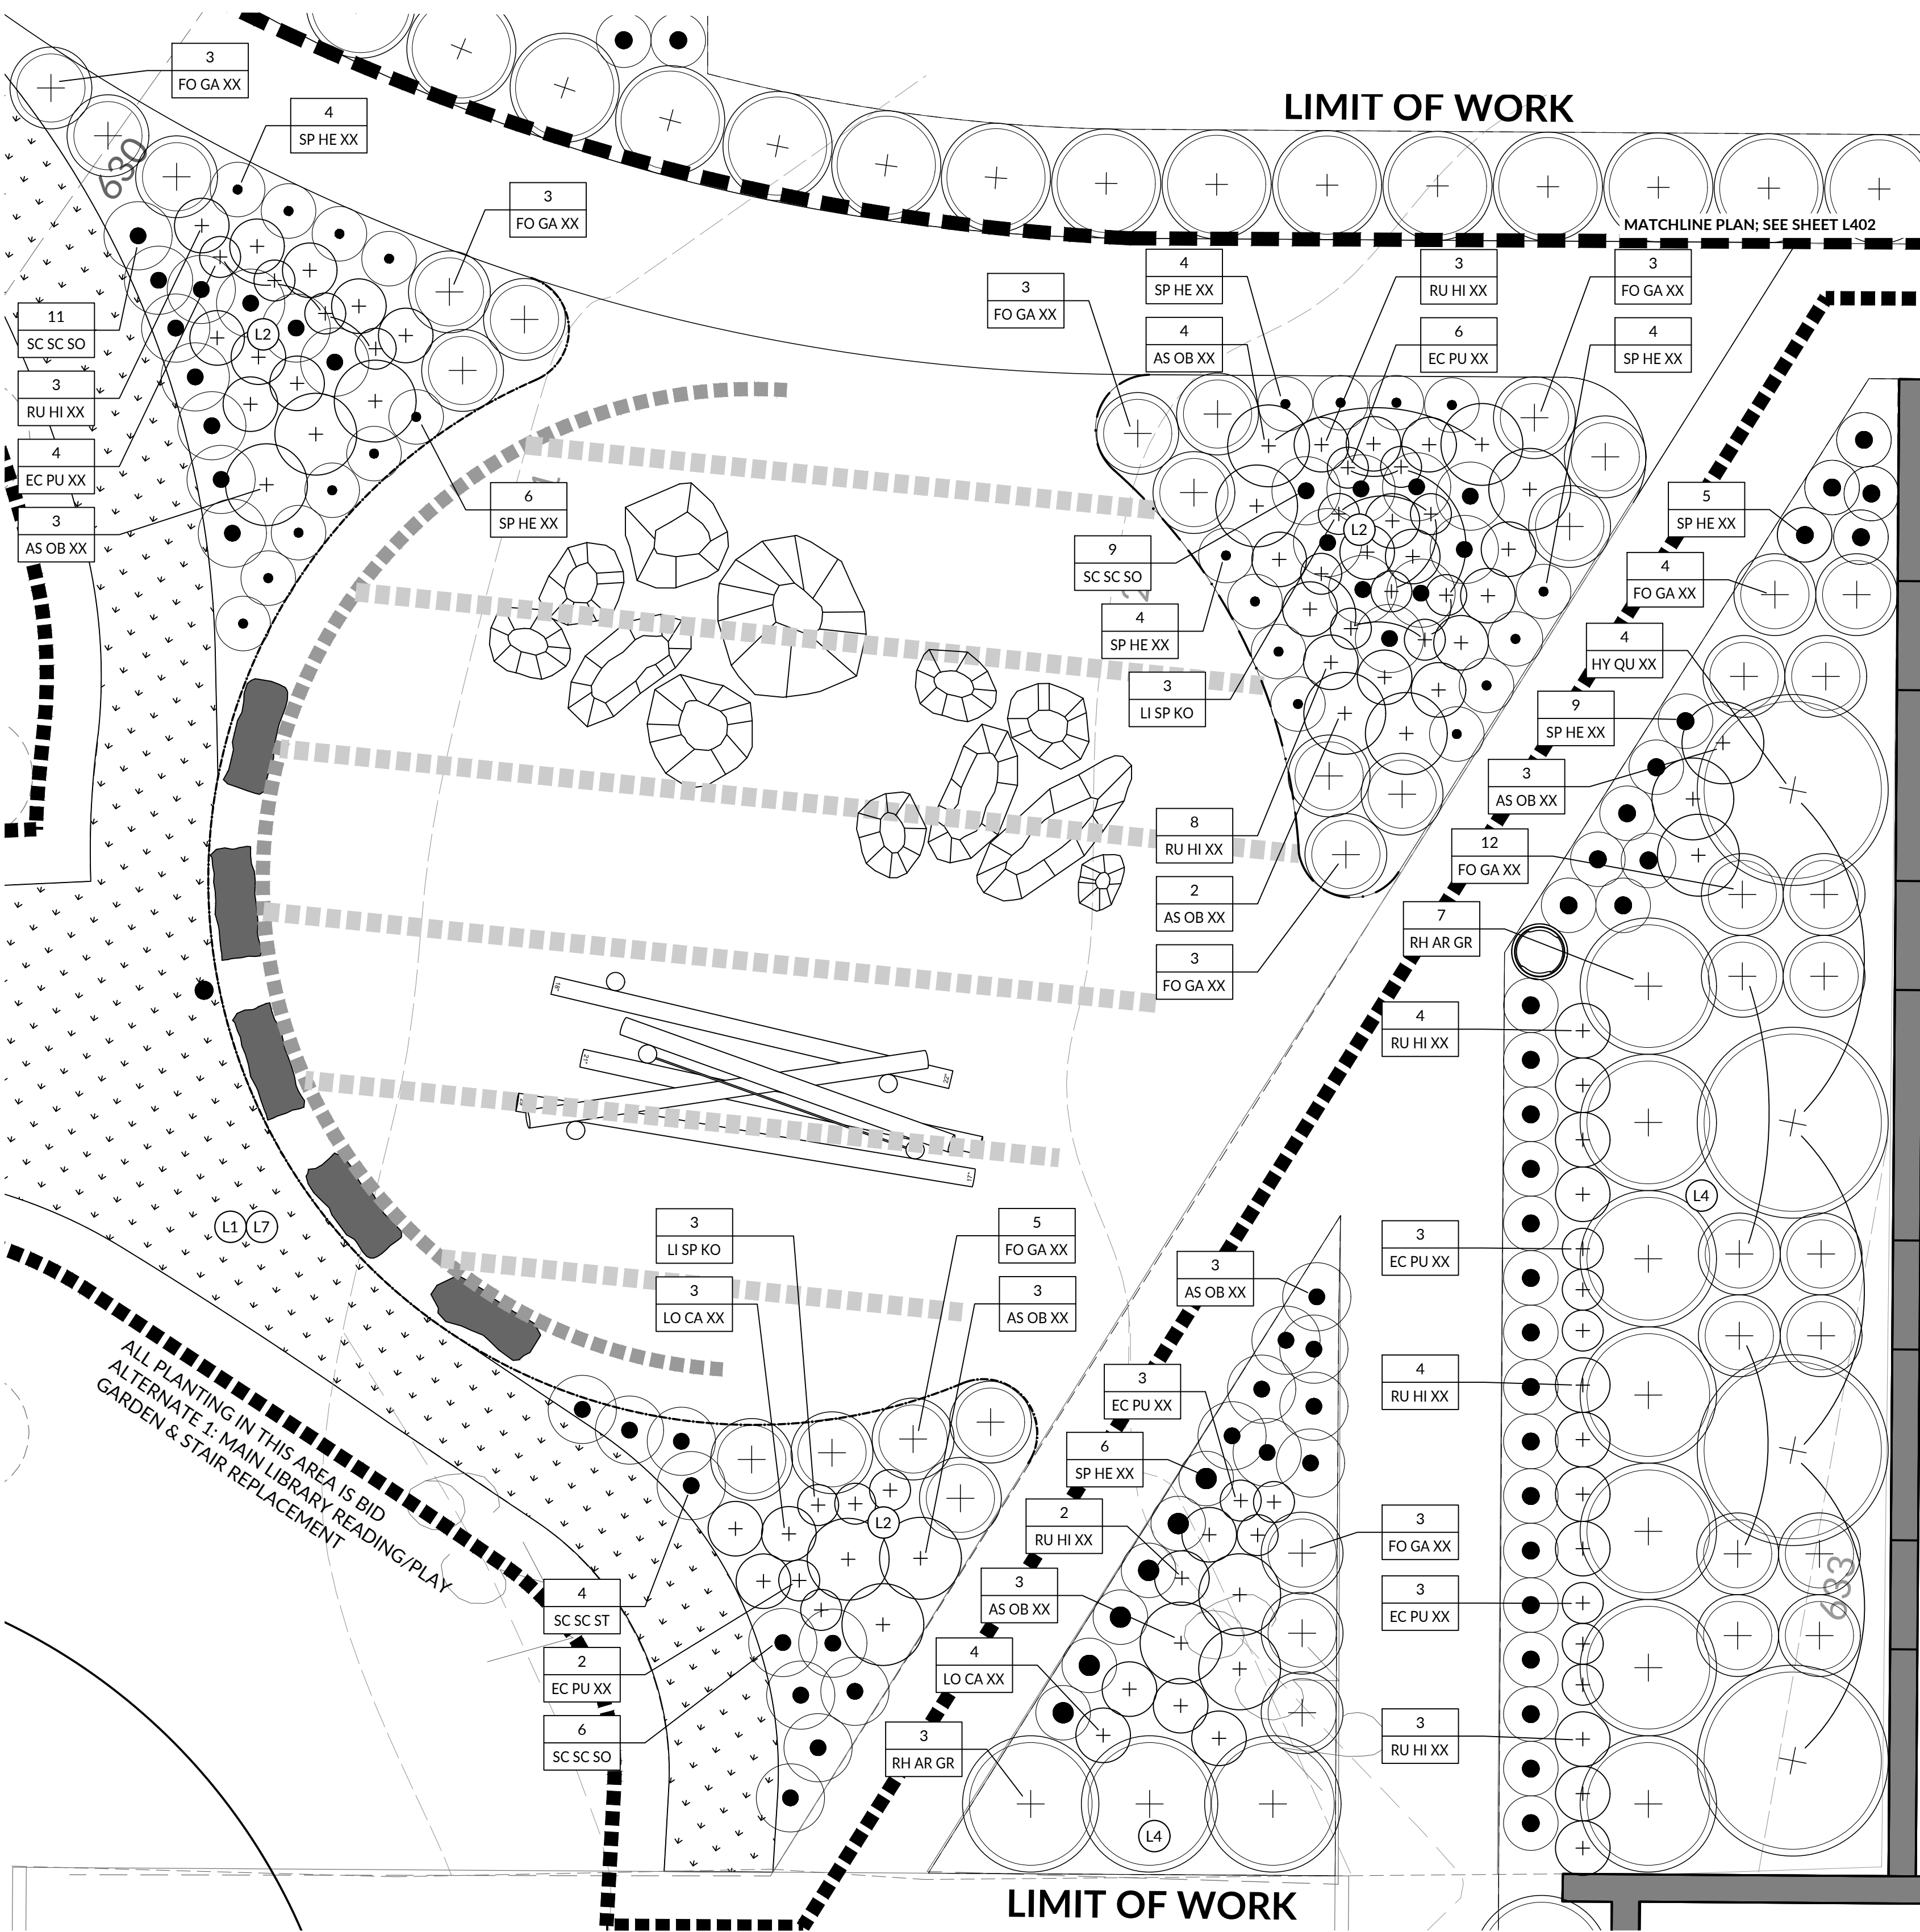 3
FO GA XX
4
SP HE XX
630
3
FO GA XX
LIMIT OF WORK
MATCHLINE PLAN; SEE SHEET L402
11
SC SC SO
3
RU HI XX
4
EC PU XX
3
AS OB XX
L2
6
SP HE XX
3
FO GA XX
4
SP HE XX
4
AS OB XX
3
RU HI XX
6
EC PU XX
3
FO GA XX
4
SP HE XX
L2
9
SC SC SO
4
SP HE XX
3
LI SP KO
8
RU HI XX
2
AS OB XX
3
FO GA XX
5
SP HE XX
4
FO GA XX
4
HY QU XX
9
SP HE XX
3
AS OB XX
12
FO GA XX
7
RH AR GR
4
RU HI XX
3
EC PU XX
4
RU HI XX
3
FO GA XX
3
EC PU XX
3
RU HI XX
L4
633
18"
22"
21"
17"
L1
L7
3
LI SP KO
3
LO CA XX
5
FO GA XX
3
AS OB XX
L2
4
SC SC ST
2
EC PU XX
6
SC SC SO
3
AS OB XX
3
EC PU XX
6
SP HE XX
2
RU HI XX
3
AS OB XX
4
LO CA XX
3
RH AR GR
L4
ALL PLANTING IN THIS AREA IS BID
ALTERNATE 1: MAIN LIBRARY READING/PLAY
GARDEN & STAIR REPLACEMENT
LIMIT OF WORK